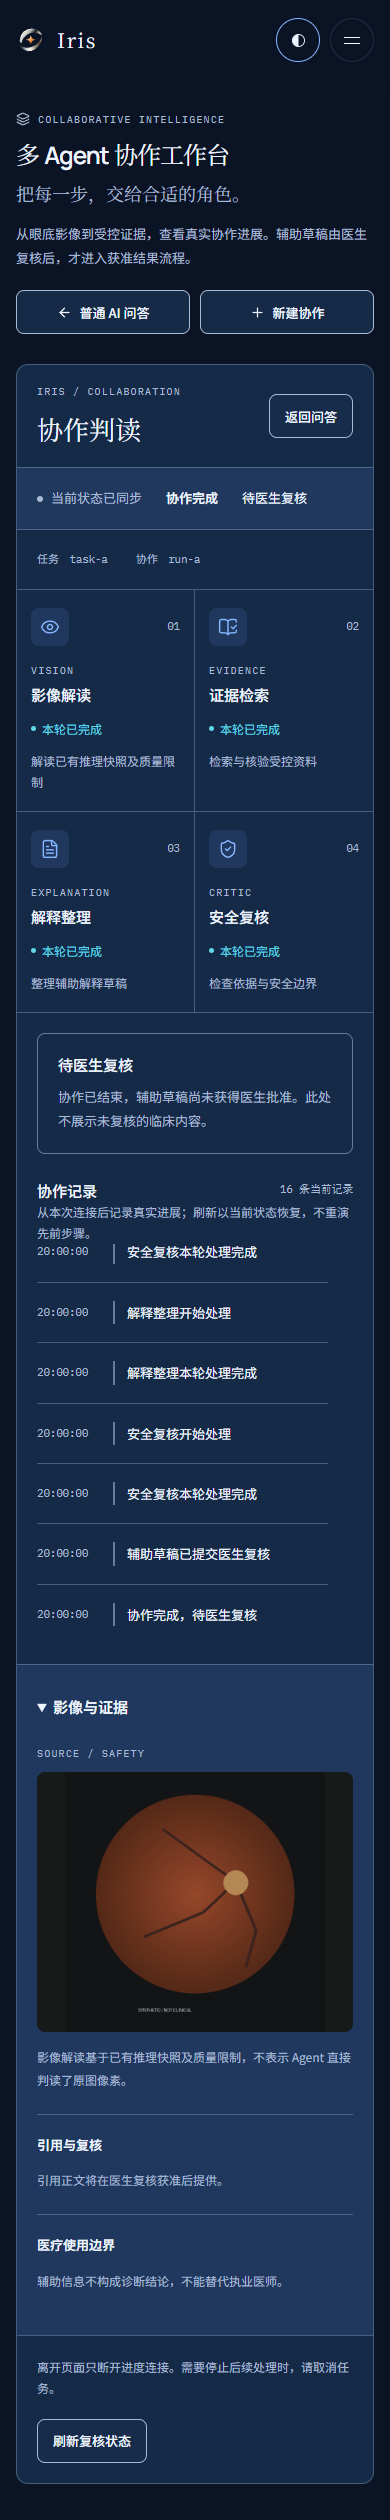 Iris
COLLABORATIVE INTELLIGENCE
多 Agent 协作工作台
把每一步，交给合适的角色。
从眼底影像到受控证据，查看真实协作进展。辅助草稿由医生
复核后，才进入获准结果流程。
← 普通 AI 问答
+ 新建协作
IRIS / COLLABORATION
协作判读
返回问答
当前状态已同步 协作完成 待医生复核
任务 task-a 协作 run-a
01
VISION
影像解读
本轮已完成
解读已有推理快照及质量限
制
02
EVIDENCE
证据检索
本轮已完成
检索与核验受控资料
03
EXPLANATION
解释整理
本轮已完成
整理辅助解释草稿
04
CRITIC
安全复核
本轮已完成
检查依据与安全边界
待医生复核
协作已结束，辅助草稿尚未获得医生批准。此处
不展示未复核的临床内容。
协作记录
16 条当前记录
从本次连接后记录真实进展；刷新以当前状态恢复，不重演
先前步骤。
20:00:00 安全复核本轮处理完成
20:00:00 解释整理开始处理
20:00:00 解释整理本轮处理完成
20:00:00 安全复核开始处理
20:00:00 安全复核本轮处理完成
20:00:00 辅助草稿已提交医生复核
20:00:00 协作完成，待医生复核
▼ 影像与证据
SOURCE / SAFETY
SYNTHETIC / NOT CLINICAL
影像解读基于已有推理快照及质量限制，不表示 Agent 直接
判读了原图像素。
引用与复核
引用正文将在医生复核获准后提供。
医疗使用边界
辅助信息不构成诊断结论，不能替代执业医师。
离开页面只断开进度连接。需要停止后续处理时，请取消任
务。
刷新复核状态